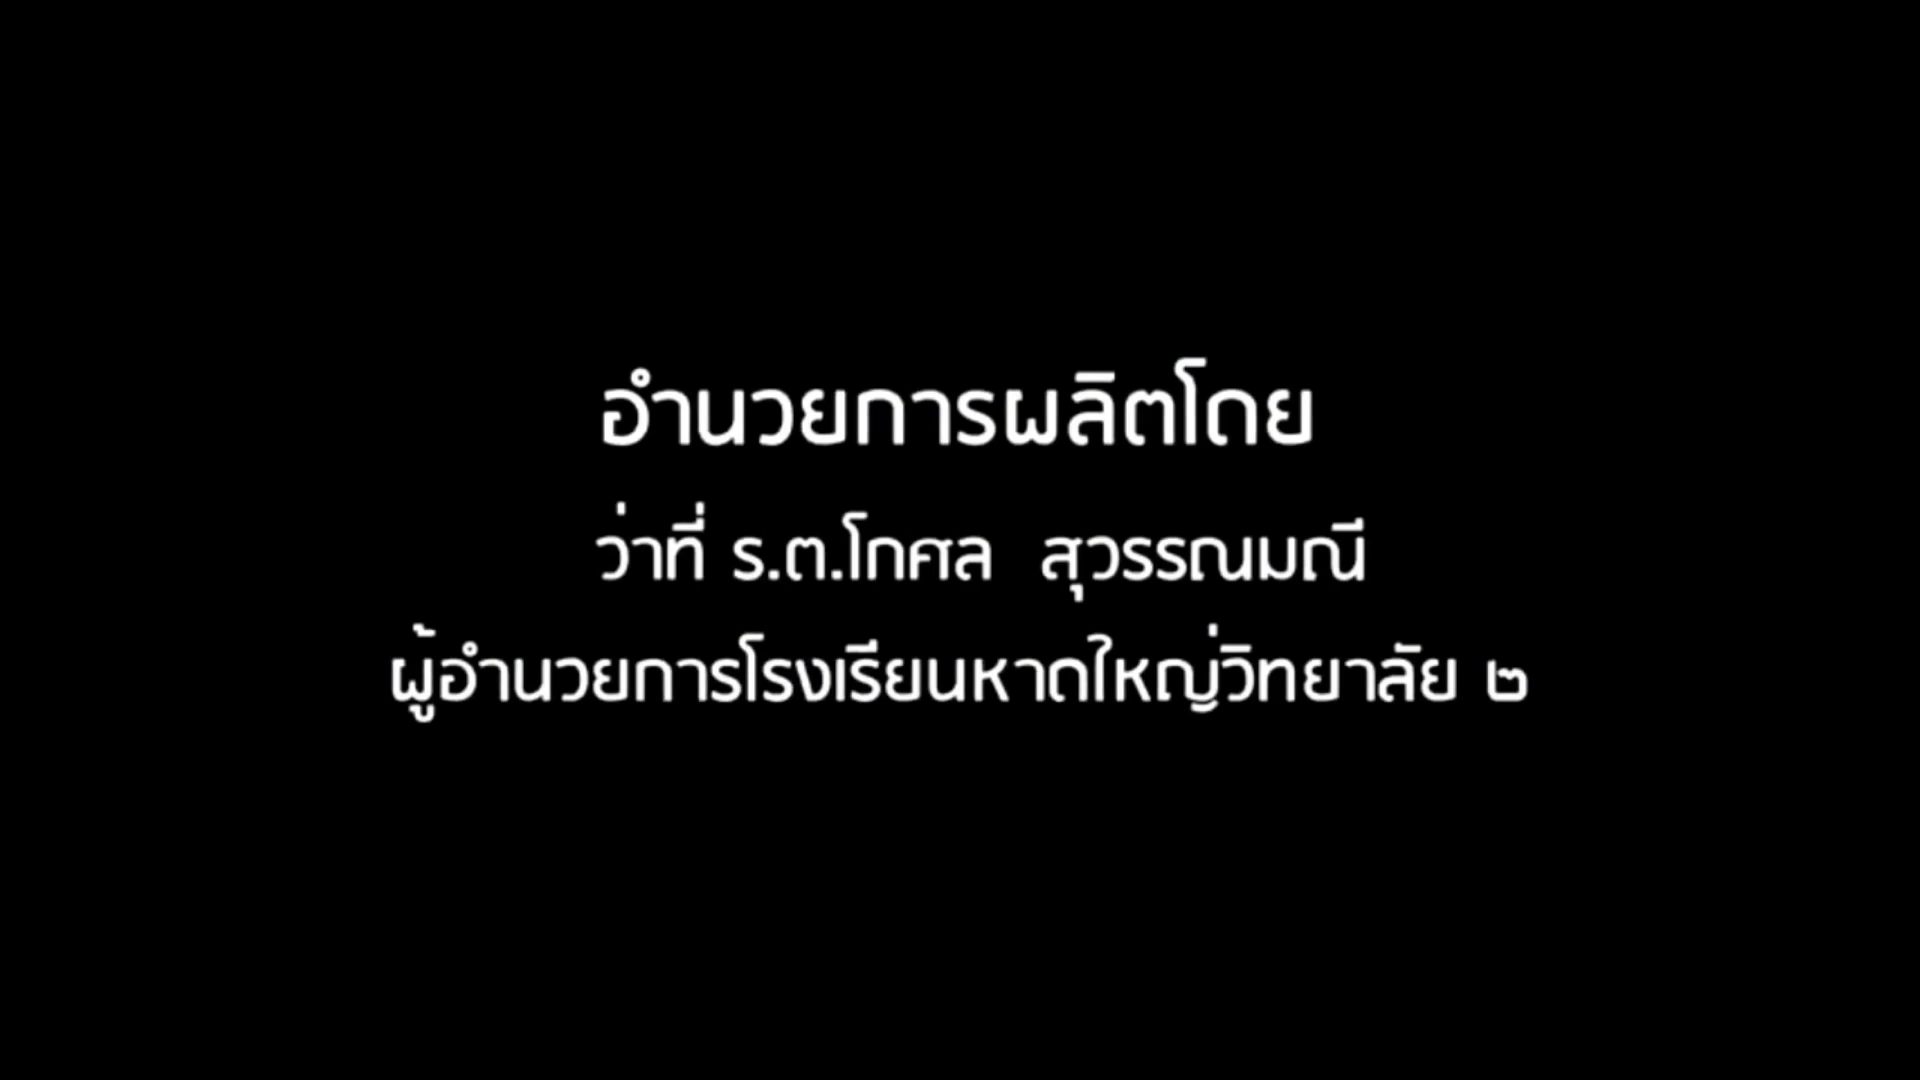 อำนวยการผลิตโดย
ว่าที่ ร.ต.โกศล สุวรรณมณี
ผู้อำนวยการโรงเรียนหาดใหญ่วิทยาลัย ๒